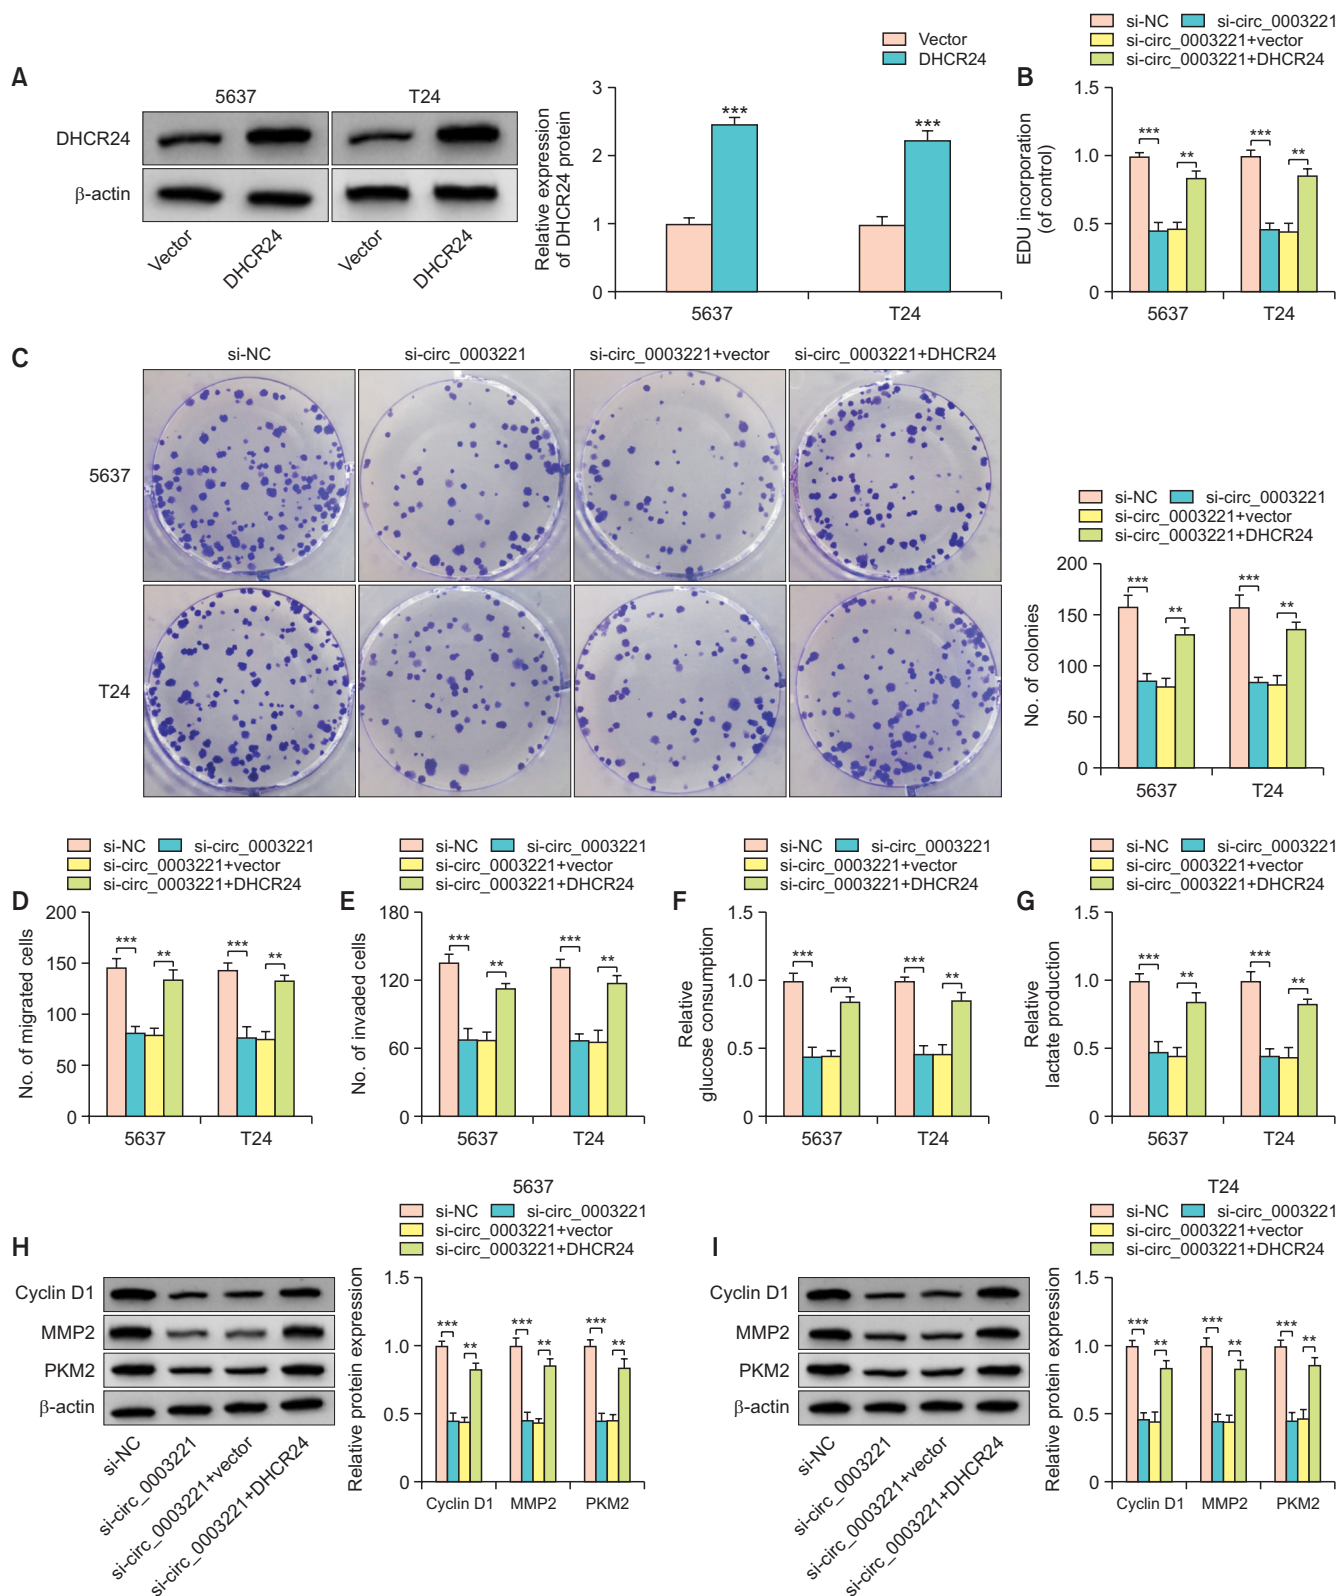 A
5637
T24
DHCR24
β-actin
Vector
DHCR24
Vector
DHCR24
Vector
DHCR24
Relative expression
of DHCR24 protein
3
2
1
0
***
***
5637
T24
B
si-NC
si-circ_0003221
si-circ_0003221+vector
si-circ_0003221+DHCR24
EDU incorporation
(of control)
1.5
1.0
0.5
0
***
**
***
**
5637
T24
C
si-NC
si-circ_0003221
si-circ_0003221+vector
si-circ_0003221+DHCR24
5637
T24
si-NC
si-circ_0003221
si-circ_0003221+vector
si-circ_0003221+DHCR24
No. of colonies
200
150
100
50
0
***
**
***
**
5637
T24
D
si-NC
si-circ_0003221
si-circ_0003221+vector
si-circ_0003221+DHCR24
No. of migrated cells
200
150
100
50
0
***
**
***
**
5637
T24
E
si-NC
si-circ_0003221
si-circ_0003221+vector
si-circ_0003221+DHCR24
No. of invaded cells
180
120
60
0
***
**
***
**
5637
T24
F
si-NC
si-circ_0003221
si-circ_0003221+vector
si-circ_0003221+DHCR24
Relative
glucose consumption
1.5
1.0
0.5
0
***
**
***
**
5637
T24
G
si-NC
si-circ_0003221
si-circ_0003221+vector
si-circ_0003221+DHCR24
Relative
lactate production
1.5
1.0
0.5
0
***
**
***
**
5637
T24
H
Cyclin D1
MMP2
PKM2
β-actin
si-NC
si-circ_0003221
si-circ_0003221+vector
si-circ_0003221+DHCR24
5637
si-NC
si-circ_0003221
si-circ_0003221+vector
si-circ_0003221+DHCR24
Relative protein expression
1.5
1.0
0.5
0
***
**
***
**
***
**
Cyclin D1
MMP2
PKM2
I
Cyclin D1
MMP2
PKM2
β-actin
si-NC
si-circ_0003221
si-circ_0003221+vector
si-circ_0003221+DHCR24
T24
si-NC
si-circ_0003221
si-circ_0003221+vector
si-circ_0003221+DHCR24
Relative protein expression
1.5
1.0
0.5
0
***
**
***
**
***
**
Cyclin D1
MMP2
PKM2